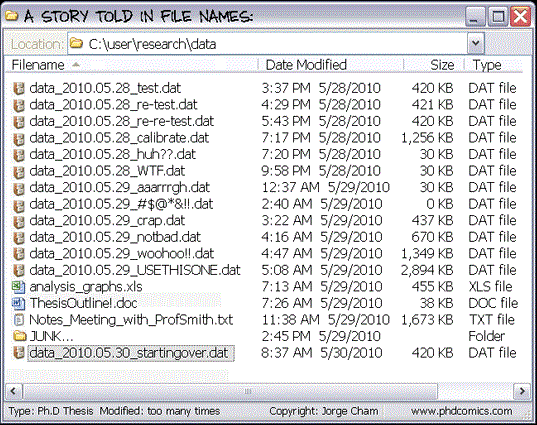 A STORY TOLD IN FILE NAMES:
Location: C:\user\research\data
Filename Date Modified Size Type
data_2010.05.28_test.dat 3:37 PM 5/28/2010 420 KB DAT file
data_2010.05.28_re-test.dat 4:29 PM 5/28/2010 421 KB DAT file
data_2010.05.28_re-re-test.dat 5:43 PM 5/28/2010 420 KB DAT file
data_2010.05.28_calibrate.dat 7:17 PM 5/28/2010 1,256 KB DAT file
data_2010.05.28_huh??.dat 7:20 PM 5/28/2010 30 KB DAT file
data_2010.05.28_WTF.dat 9:58 PM 5/28/2010 30 KB DAT file
data_2010.05.29_aaarrrgh.dat 12:37 AM 5/29/2010 30 KB DAT file
data_2010.05.29_#$@*&!!.dat 2:40 AM 5/29/2010 0 KB DAT file
data_2010.05.29_crap.dat 3:22 AM 5/29/2010 437 KB DAT file
data_2010.05.29_notbad.dat 4:16 AM 5/29/2010 670 KB DAT file
data_2010.05.29_woohoo!!.dat 4:47 AM 5/29/2010 1,349 KB DAT file
data_2010.05.29_USETHISONE.dat 5:08 AM 5/29/2010 2,894 KB DAT file
analysis_graphs.xls 7:13 AM 5/29/2010 455 KB XLS file
ThesisOutline!.doc 7:26 AM 5/29/2010 38 KB DOC file
Notes_Meeting_with_ProfSmith.txt 11:38 AM 5/29/2010 1,673 KB TXT file
JUNK... 2:45 PM 5/29/2010 Folder
data_2010.05.30_startingover.dat 8:37 AM 5/30/2010 420 KB DAT file
Type: Ph.D Thesis Modified: too many times Copyright: Jorge Cham www.phdcomics.com